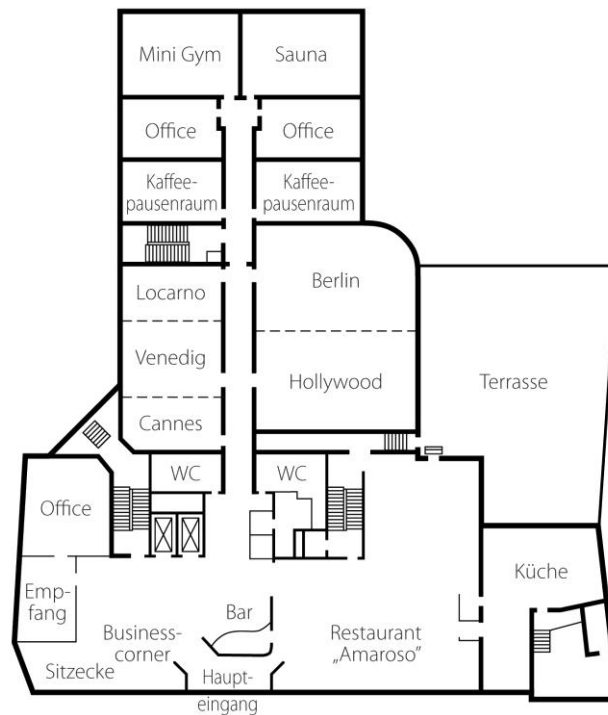 Mini Gym
Sauna
Office
Office
Kaffee-
pausenraum
Kaffee-
pausenraum
Locarno
Berlin
Venedig
Hollywood
Terrasse
Cannes
WC
WC
Office
Küche
Emp-
fang
Bar
Business-
corner
Restaurant
„Amaroso”
Sitzecke
Haupt-
eingang